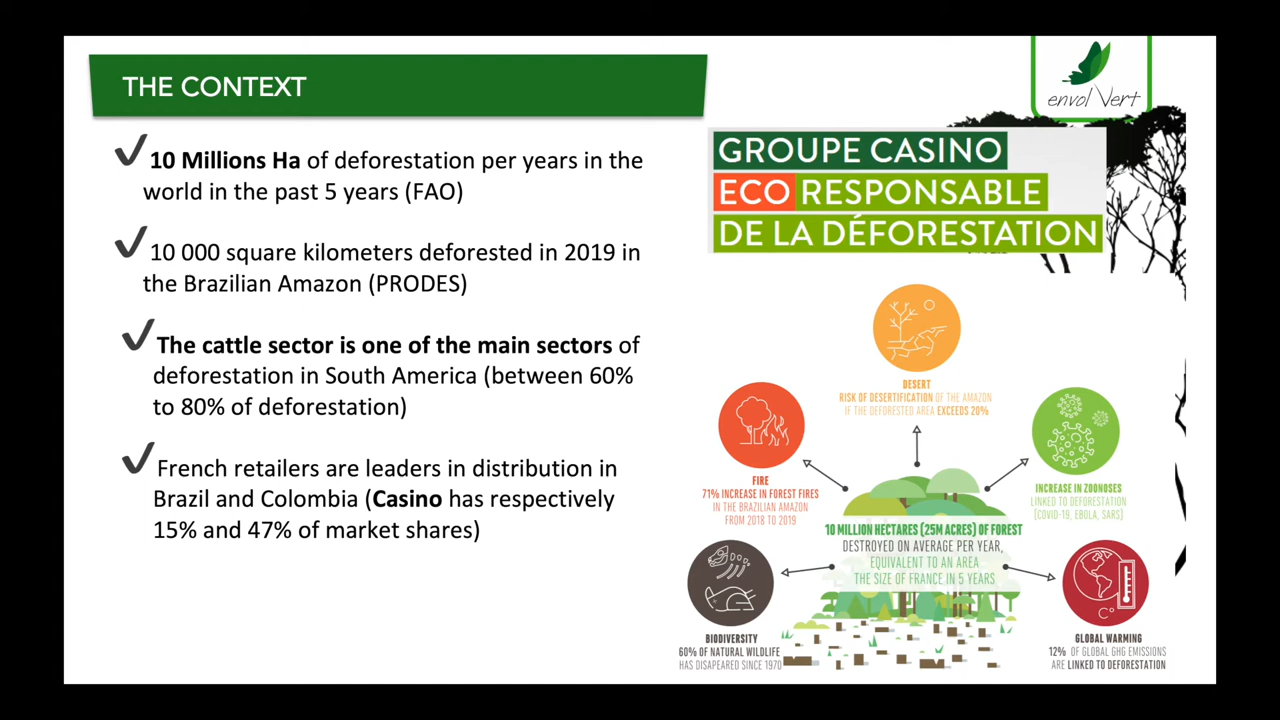 THE CONTEXT
envol Vert
✔10 Millions Ha of deforestation per years in the
world in the past 5 years (FAO)
✔10 000 square kilometers deforested in 2019 in
the Brazilian Amazon (PRODES)
✔The cattle sector is one of the main sectors of
deforestation in South America (between 60%
to 80% of deforestation)
✔French retailers are leaders in distribution in
Brazil and Colombia (Casino has respectively
15% and 47% of market shares)
GROUPE CASINO
ECO RESPONSABLE
DE LA DÉFORESTATION
DESERT
RISK OF DESERTIFICATION OF THE AMAZON
IF THE DEFORESTED AREA EXCEEDS 20%
FIRE
71% INCREASE IN FOREST FIRES
IN THE BRAZILIAN AMAZON
FROM 2018 TO 2019
INCREASE IN ZOONOSES
LINKED TO DEFORESTATION
(COVID-19, EBOLA, SARS)
10 MILLION HECTARES (25M ACRES) OF FOREST
DESTROYED ON AVERAGE PER YEAR,
EQUIVALENT TO AN AREA
THE SIZE OF FRANCE IN 5 YEARS
BIODIVERSITY
60% OF NATURAL WILDLIFE
HAS DISAPEARED SINCE 1970
C°
GLOBAL WARMING
12% OF GLOBAL GHG EMISSIONS
ARE LINKED TO DEFORESTATION